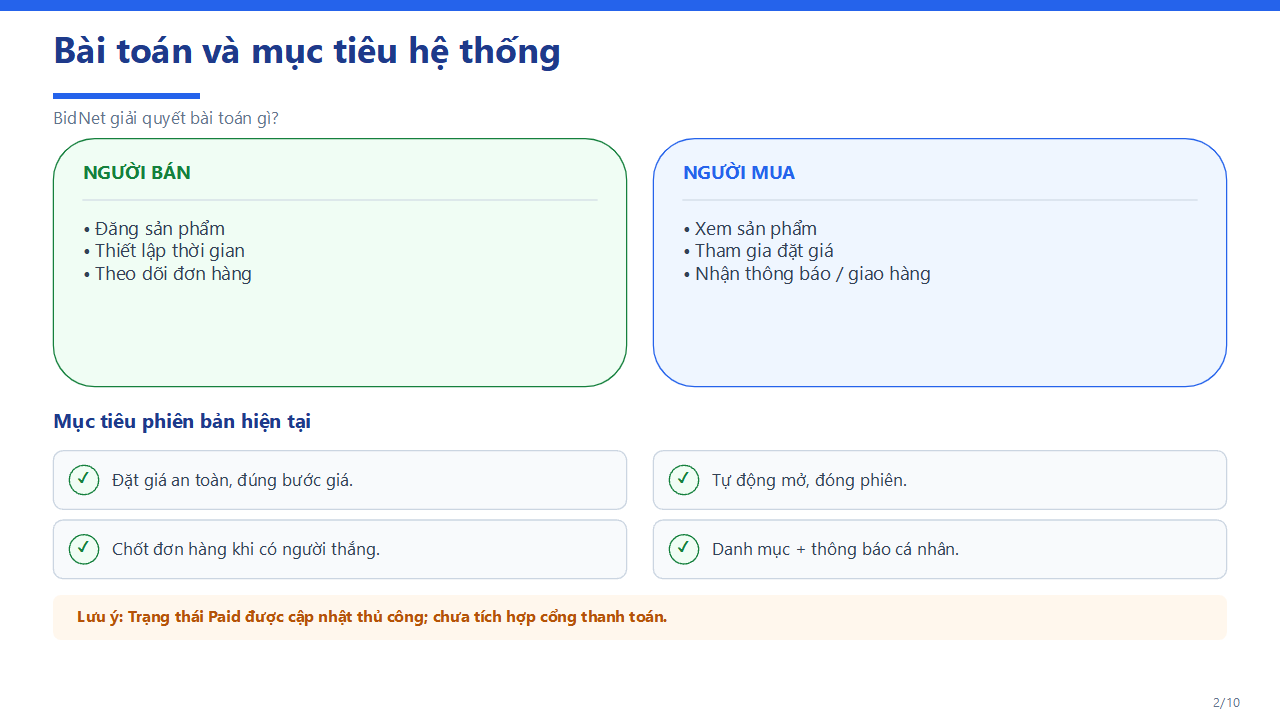 Bài toán và mục tiêu hệ thống
BidNet giải quyết bài toán gì?
NGƯỜI BÁN
• Đăng sản phẩm
• Thiết lập thời gian
• Theo dõi đơn hàng
NGƯỜI MUA
• Xem sản phẩm
• Tham gia đặt giá
• Nhận thông báo / giao hàng
Mục tiêu phiên bản hiện tại
✓ Đặt giá an toàn, đúng bước giá.
✓ Tự động mở, đóng phiên.
✓ Chốt đơn hàng khi có người thắng.
✓ Danh mục + thông báo cá nhân.
Lưu ý: Trạng thái Paid được cập nhật thủ công; chưa tích hợp cổng thanh toán.
2/10